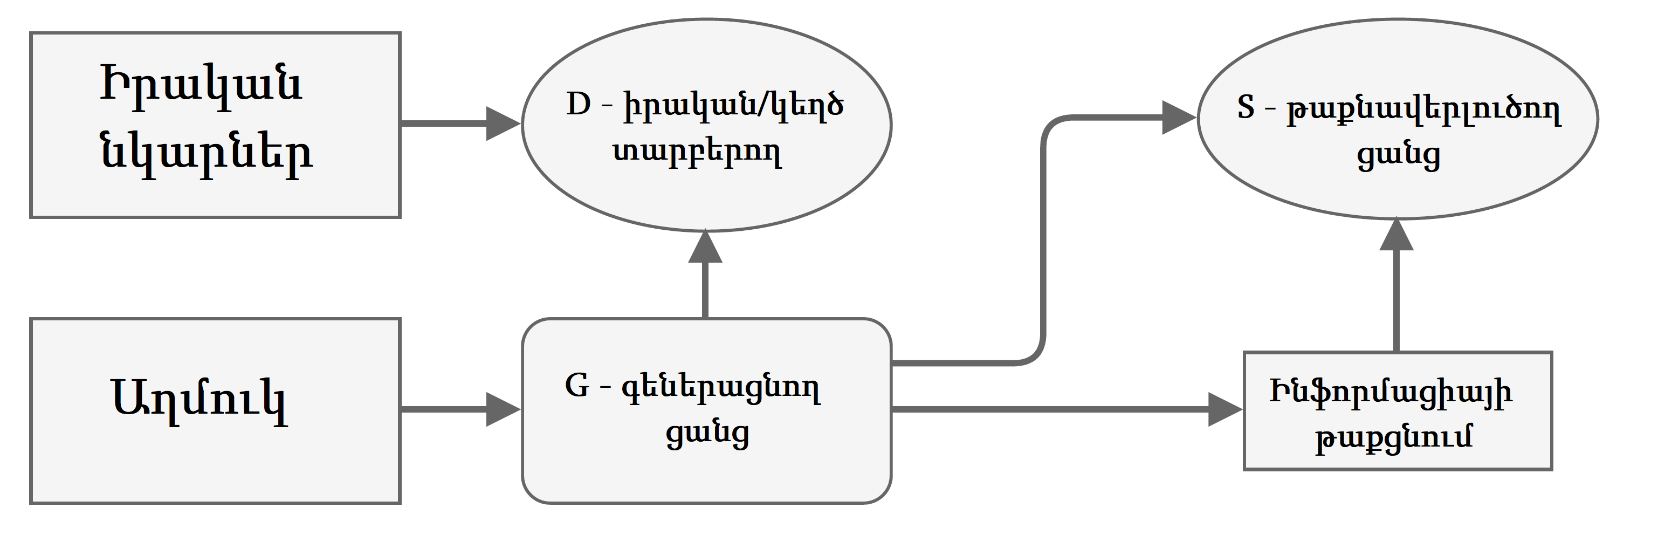 Իրական
նկարներ
D - իրական/կեղծ
տարբերող
S - թաքնավերլուծող
ցանց
Աղմուկ
G - գեներացնող
ցանց
Ինֆորմացիայի
թաքցնում